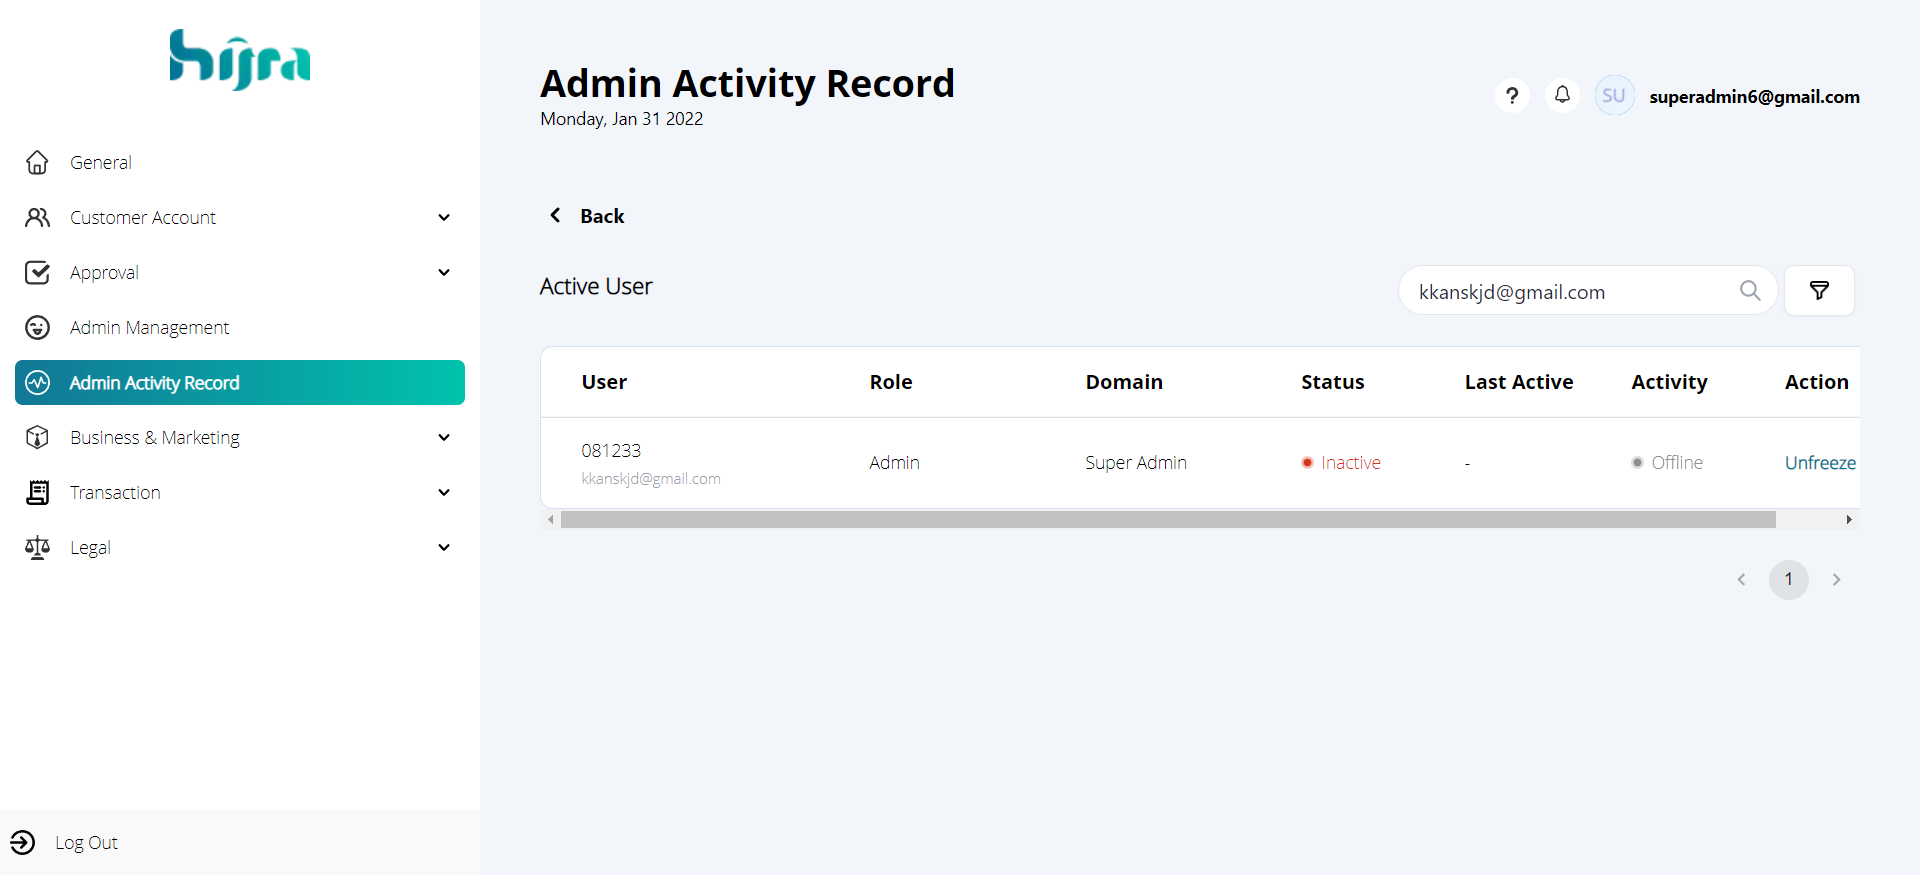 hijra
General
Customer Account
Approval
Admin Management
Admin Activity Record
Business & Marketing
Transaction
Legal
Log Out
Admin Activity Record
Monday, Jan 31 2022
?
SU
superadmin6@gmail.com
Back
Active User
kkanskjd@gmail.com
User Role Domain Status Last Active Activity Action
081233
kkanskjd@gmail.com
Admin Super Admin Inactive - Offline Unfreeze
1